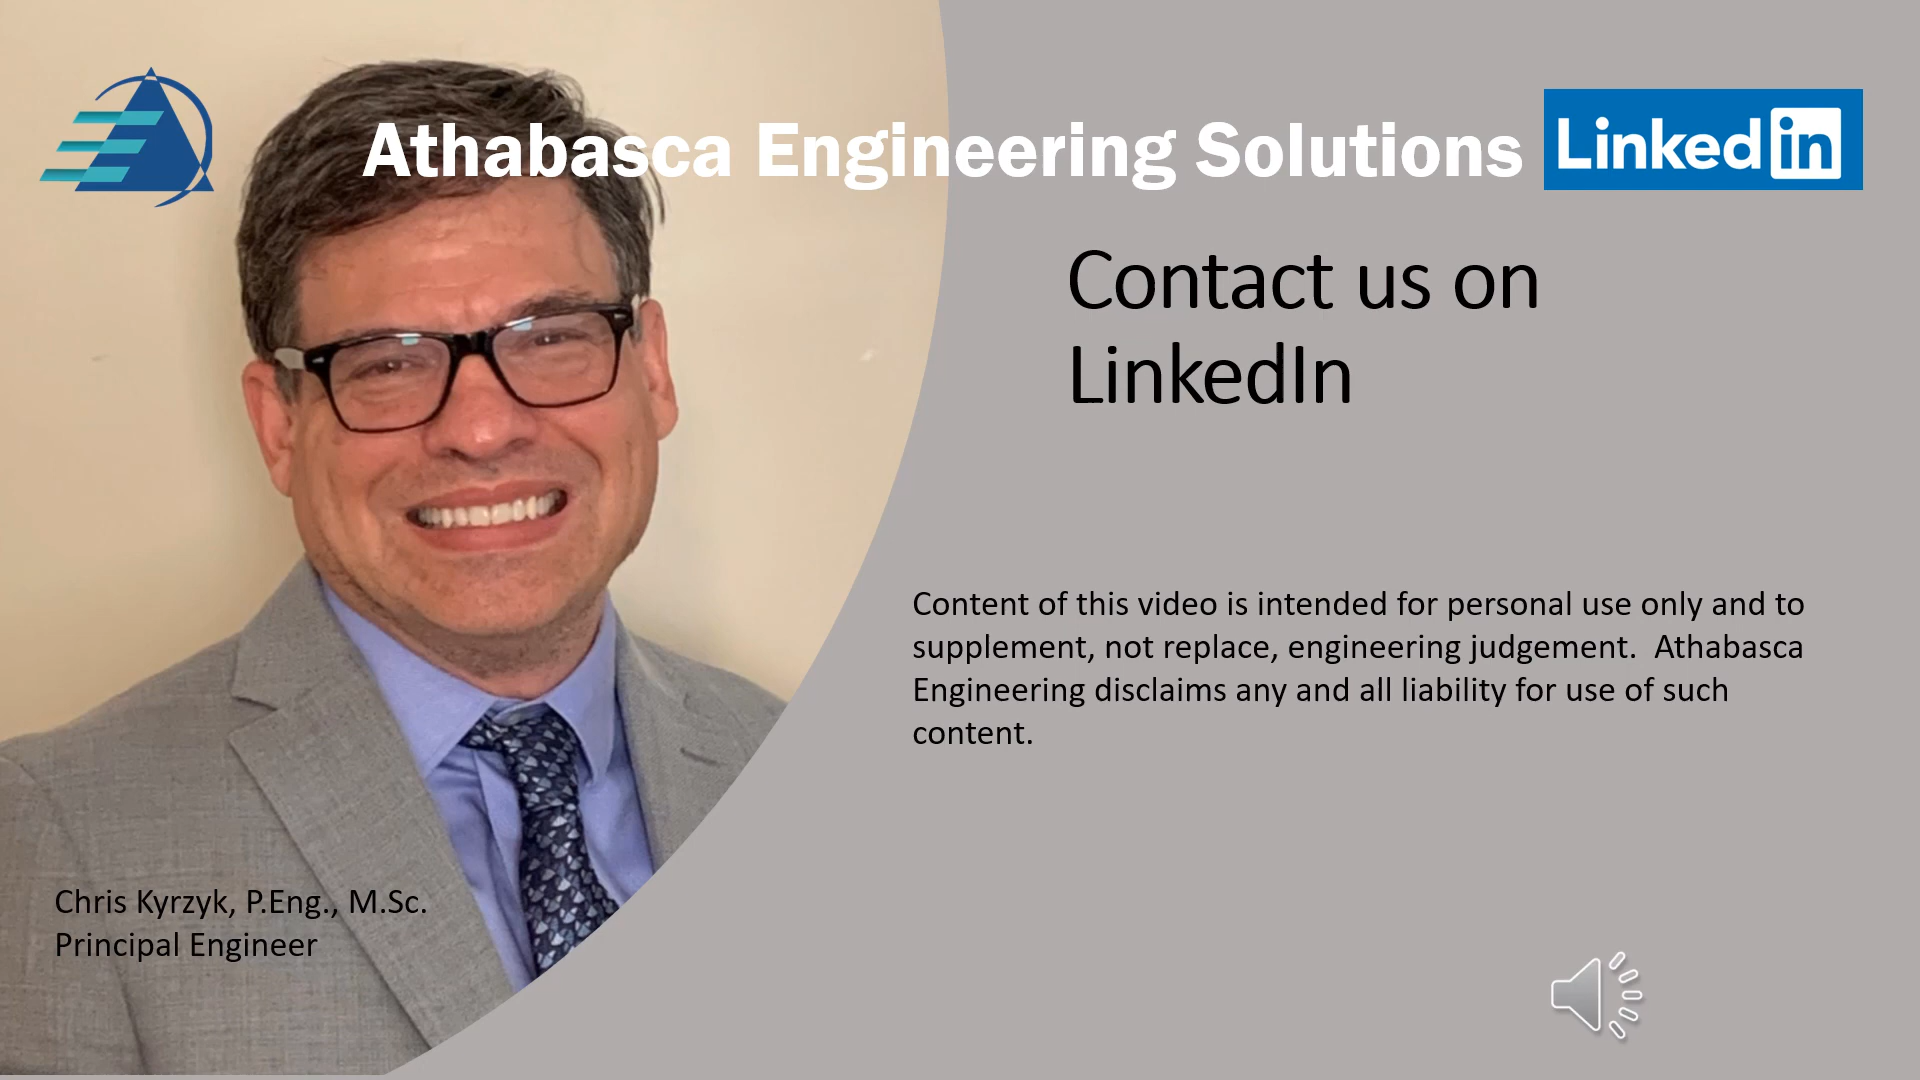 Athabasca Engineering Solutions
Linked in
Contact us on
LinkedIn
Content of this video is intended for personal use only and to
supplement, not replace, engineering judgement.  Athabasca
Engineering disclaims any and all liability for use of such
content.
Chris Kyrzyk, P.Eng., M.Sc.
Principal Engineer